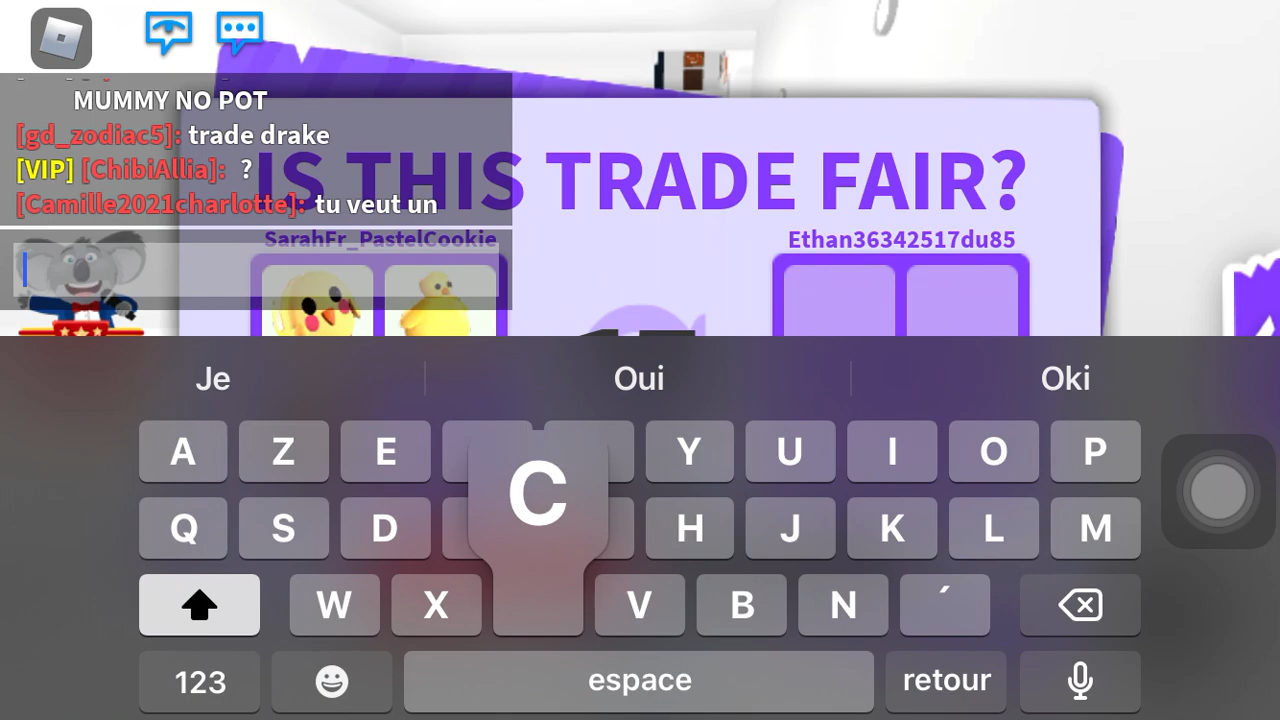 MUMMY NO POT
[gd_zodiac5]: trade drake
[VIP] [ChibiAllia]: ?
[Camille2021charlotte]: tu veut un
IS THIS TRADE FAIR?
SarahFr_PastelCookie
Ethan36342517du85
Je
Oui
Oki
A Z E Y U I O P
C
Q S D H J K L M
W X V B N ´
123
espace
retour